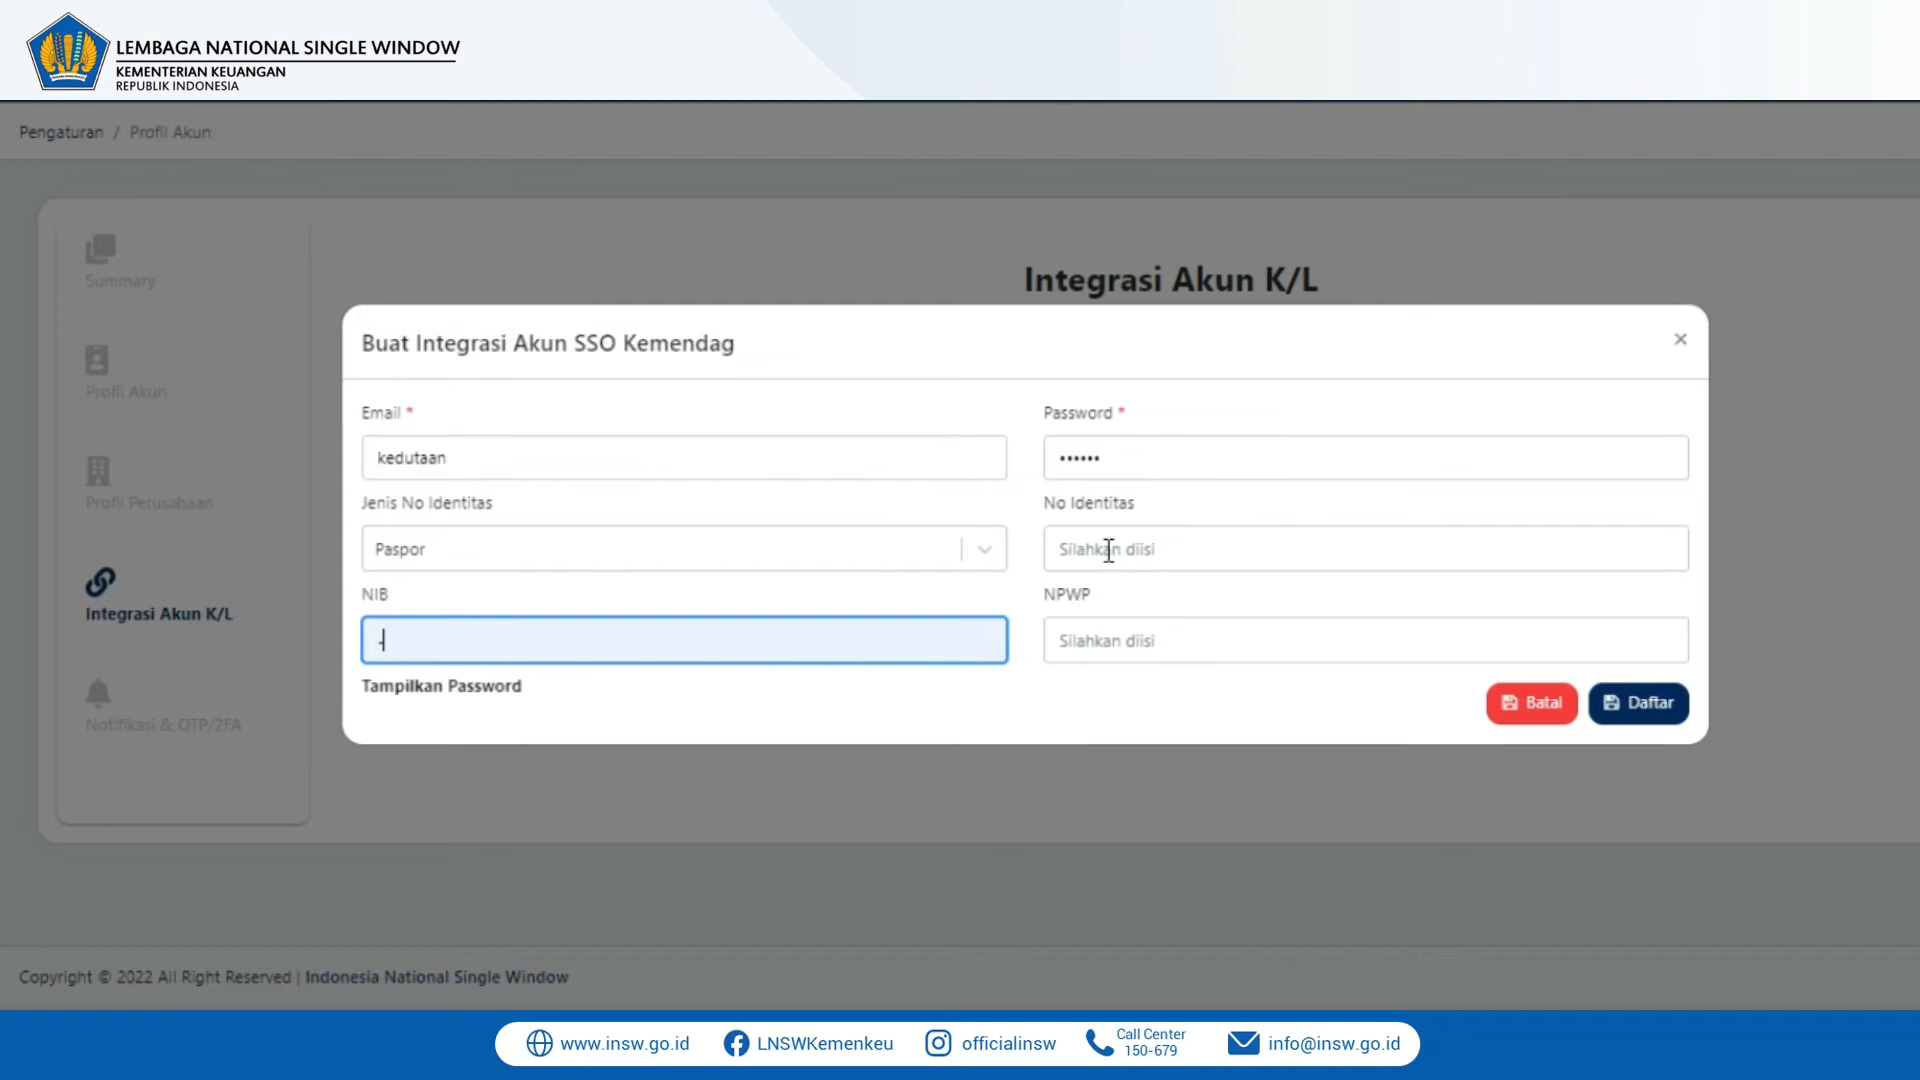 LEMBAGA NATIONAL SINGLE WINDOW
KEMENTERIAN KEUANGAN
REPUBLIK INDONESIA
Pengaturan / Profil Akun
Summary
Profil Akun
Profil Perusahaan
Integrasi Akun K/L
Notifikasi & OTP/2FA
Integrasi Akun K/L
Buat Integrasi Akun SSO Kemendag ×
Email * Password *
kedutaan ••••••
Jenis No Identitas No Identitas
Paspor Silahkan diisi
NIB NPWP
- Silahkan diisi
Tampilkan Password
Batal Daftar
Copyright © 2022 All Right Reserved | Indonesia National Single Window
www.insw.go.id LNSWKemenkeu officialinsw Call Center 150-679 info@insw.go.id